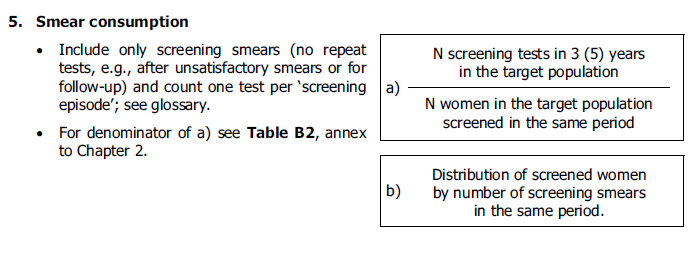 5. Smear consumption
• Include only screening smears (no repeat
tests, e.g., after unsatisfactory smears or for
follow-up) and count one test per ‘screening
episode’; see glossary.
• For denominator of a) see Table B2, annex
to Chapter 2.
a)
N screening tests in 3 (5) years
in the target population
N women in the target population
screened in the same period
b)
Distribution of screened women
by number of screening smears
in the same period.